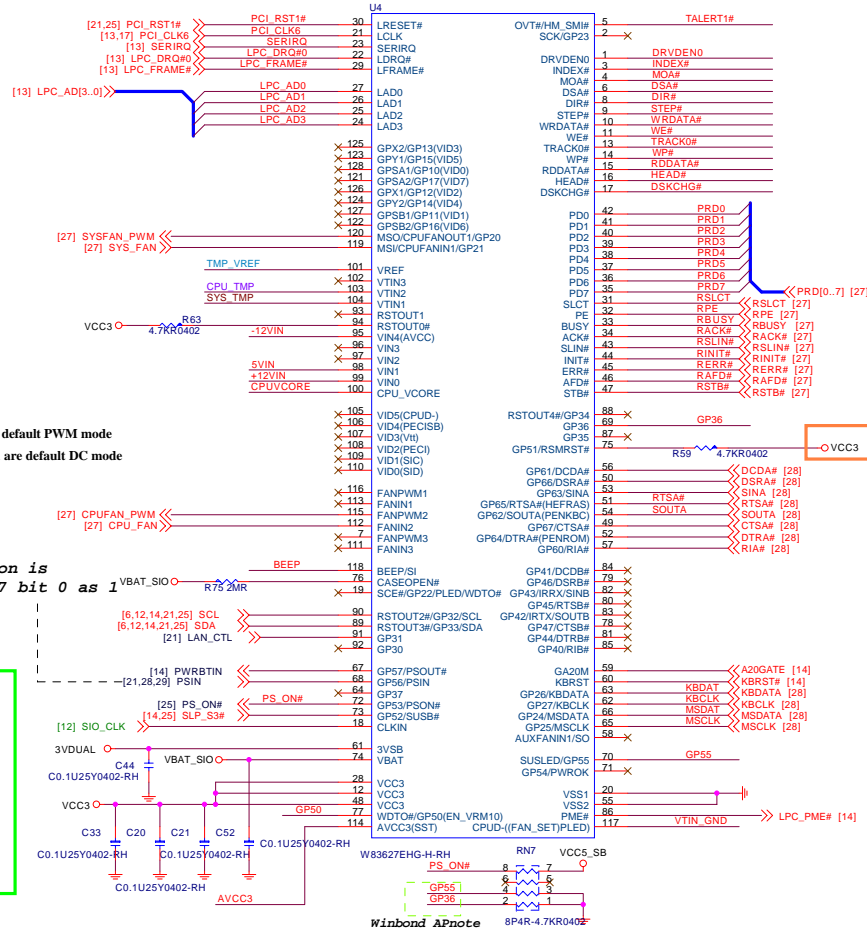 U4
[21,25] PCI_RST1# PCI_RST1# 30 LRESET# OVT#/HM_SMI# 5 TALERT1#
[13,17] PCI_CLK6 PCI_CLK6 21 LCLK SCK/GP23 2
[13] SERIRQ SERIRQ 23 SERIRQ
[13] LPC_DRQ#0 LPC_DRQ#0 22 LDRQ# DRVDEN0 1 DRVDEN0
[13] LPC_FRAME# LPC_FRAME# 29 LFRAME# INDEX# 3 INDEX#
MOA# 4 MOA#
[13] LPC_AD[3..0] LPC_AD0 27 LAD0 DSA# 6 DSA#
LPC_AD1 26 LAD1 DIR# 8 DIR#
LPC_AD2 25 LAD2 STEP# 9 STEP#
LPC_AD3 24 LAD3 WRDATA# 10 WRDATA#
WE# 11 WE#
125 GPX2/GP13(VID3) TRACK0# 13 TRACK0#
123 GPY1/GP15(VID5) WP# 14 WP#
128 GPSA1/GP10(VID0) RDDATA# 15 RDDATA#
121 GPSA2/GP17(VID7) HEAD# 16 HEAD#
126 GPX1/GP12(VID2) DSKCHG# 17 DSKCHG#
124 GPY2/GP14(VID4)
127 GPSB1/GP11(VID1) PD0 42 PRD0
122 GPSB2/GP16(VID6) PD1 41 PRD1
[27] SYSFAN_PWM 120 MSO/CPUFANOUT1/GP20 PD2 40 PRD2
[27] SYS_FAN 119 MSI/CPUFANIN1/GP21 PD3 39 PRD3
PD4 38 PRD4
TMP_VREF 101 VREF PD5 37 PRD5
102 VTIN3 PD6 36 PRD6
CPU_TMP 103 VTIN2 PD7 35 PRD7 PRD[0..7] [27]
SYS_TMP 104 VTIN1 SLCT 31 RSLCT RSLCT [27]
93 RSTOUT1 PE 32 RPE RPE [27]
VCC3 R63 4.7KR0402 94 RSTOUT0# BUSY 33 RBUSY RBUSY [27]
-12VIN 95 VIN4(AVCC) ACK# 34 RACK# RACK# [27]
96 VIN3 SLIN# 43 RSLIN# RSLIN# [27]
97 VIN2 INIT# 44 RINIT# RINIT# [27]
5VIN 98 VIN1 ERR# 45 RERR# RERR# [27]
+12VIN 99 VIN0 AFD# 46 RAFD# RAFD# [27]
CPUVCORE 100 CPU_VCORE STB# 47 RSTB# RSTB# [27]
105 VID5(CPUD-) RSTOUT4#/GP34 88
106 VID4(PECISB) GP36 69 GP36
default PWM mode 107 VID3(Vtt) GP35 87
108 VID2(PECI) GP51/RSMRST# 75 R59 4.7KR0402 VCC3
are default DC mode 109 VID1(SIC)
110 VID0(SID) GP61/DCDA# 56 DCDA# [28]
GP66/DSRA# 50 DSRA# [28]
116 FANPWM1 GP63/SINA 53 SINA [28]
113 FANIN1 GP65/RTSA#(HEFROM) 51 RTSA# RTSA# [28]
[27] CPUFAN_PWM 115 FANPWM2 GP62/SOUTA(PENKBC) 54 SOUTA SOUTA [28]
[27] CPU_FAN 112 FANIN2 GP67/CTSA# 49 CTSA# [28]
7 FANPWM3 GP64/DTRA#(PENROM) 52 DTRA# [28]
111 FANIN3 GP60/RIA# 57 RIA# [28]
on is BEEP 118 BEEP/SI GP41/DCDB# 84
7 bit 0 as 1 VBAT_SIO R75 2MR 76 CASEOPEN# GP46/DSRB# 79
19 SCE#/GP22/PLED/WDTO# GP43/IRRX/SINB 82
GP45/RTSB# 80
[6,12,14,21,25] SCL 90 RSTOUT2#/GP32/SCL GP42/IRTX/SOUTB 83
[6,12,14,21,25] SDA 89 RSTOUT3#/GP33/SDA GP47/CTSB# 78
[21] LAN_CTL 91 GP31 GP44/DTRB# 81
92 GP30 GP40/RIB# 85
[14] PWRBTIN 67 GP57/PSOUT# GA20M 59 A20GATE [14]
[21,28,29] PSIN 68 GP56/PSIN KBRST 60 KBRST# [14]
64 GP37 GP26/KBDATA 63 KBDAT KBDATA [28]
[25] PS_ON# PS_ON# 72 GP53/PSON# GP27/KBCLK 62 KBCLK KBCLK [28]
[14,25] SLP_S3# 73 GP52/SUSB# GP24/MSDATA 66 MSDAT MSDATA [28]
[12] SIO_CLK 18 CLKIN GP25/MSCLK 65 MSCLK MSCLK [28]
AUXFANIN1/SO 58
3VDUAL 61 3VSB
VBAT_SIO 74 VBAT SUSLED/GP55 70 GP55
C44 GP54/PWROK 71
C0.1U25Y0402-RH
28 VCC3 VSS1 20
12 VCC3 VSS2 55
VCC3 48 VCC3 PME# 86 LPC_PME# [14]
GP50 77 WDTO#/GP50(EN_VRM10)
114 AVCC3(SST) CPUD-((FAN_SET)PLED) 117 VTIN_GND
C33 C20 C21 C52 C0.1U25Y0402-RH
C0.1U25Y0402-RH C0.1U25Y0402-RH
C0.1U25Y0402-RH C0.1U25Y0402-RH
W83627EHG-H-RH RN7 VCC5_SB
PS_ON# 8 7
6 5
GP55 4 3
AVCC3 GP36 2 1
Winbond APnote 8P4R-4.7KR0402